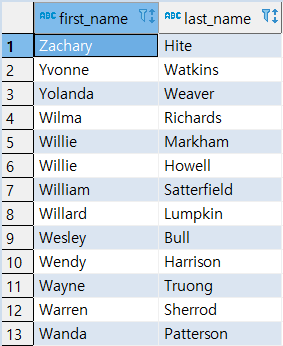 ABC first_name ABC last_name
1 Zachary Hite
2 Yvonne Watkins
3 Yolanda Weaver
4 Wilma Richards
5 Willie Markham
6 Willie Howell
7 William Satterfield
8 Willard Lumpkin
9 Wesley Bull
10 Wendy Harrison
11 Wayne Truong
12 Warren Sherrod
13 Wanda Patterson